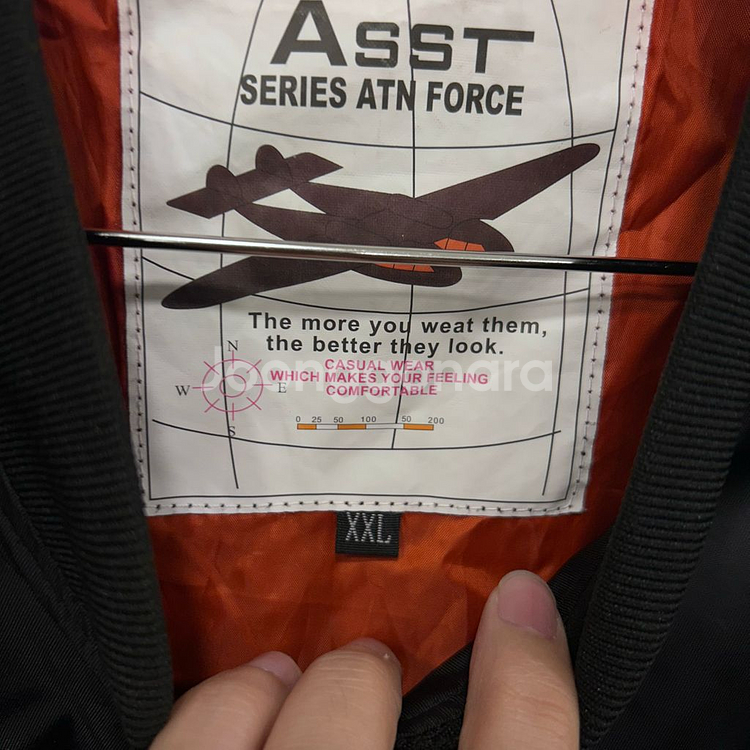 ASST
SERIES ATN FORCE
The more you weat them,
the better they look.
CASUAL WEAR
WHICH MAKES YOUR FEELING
COMFORTABLE
N
W E
S
0 25 50 100 50 200
XXL
Joonggonara